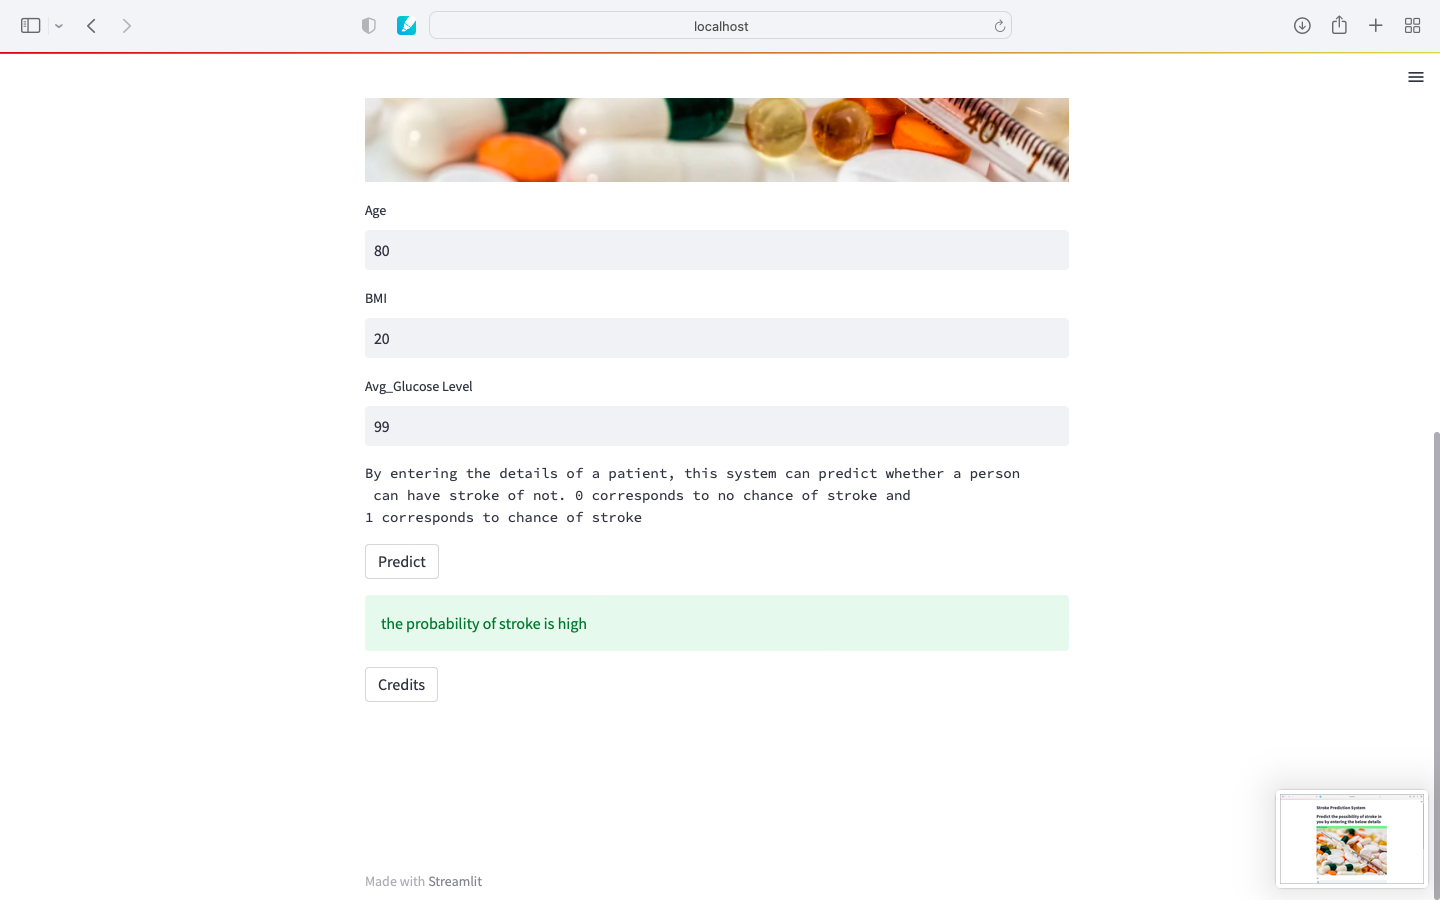 localhost
40
Age
80
BMI
20
Avg_Glucose Level
99
By entering the details of a patient, this system can predict whether a person
can have stroke of not. 0 corresponds to no chance of stroke and
1 corresponds to chance of stroke
Predict
the probability of stroke is high
Credits
Stroke Prediction System
Predict the possibility of stroke in
you by entering the below details
Made with Streamlit